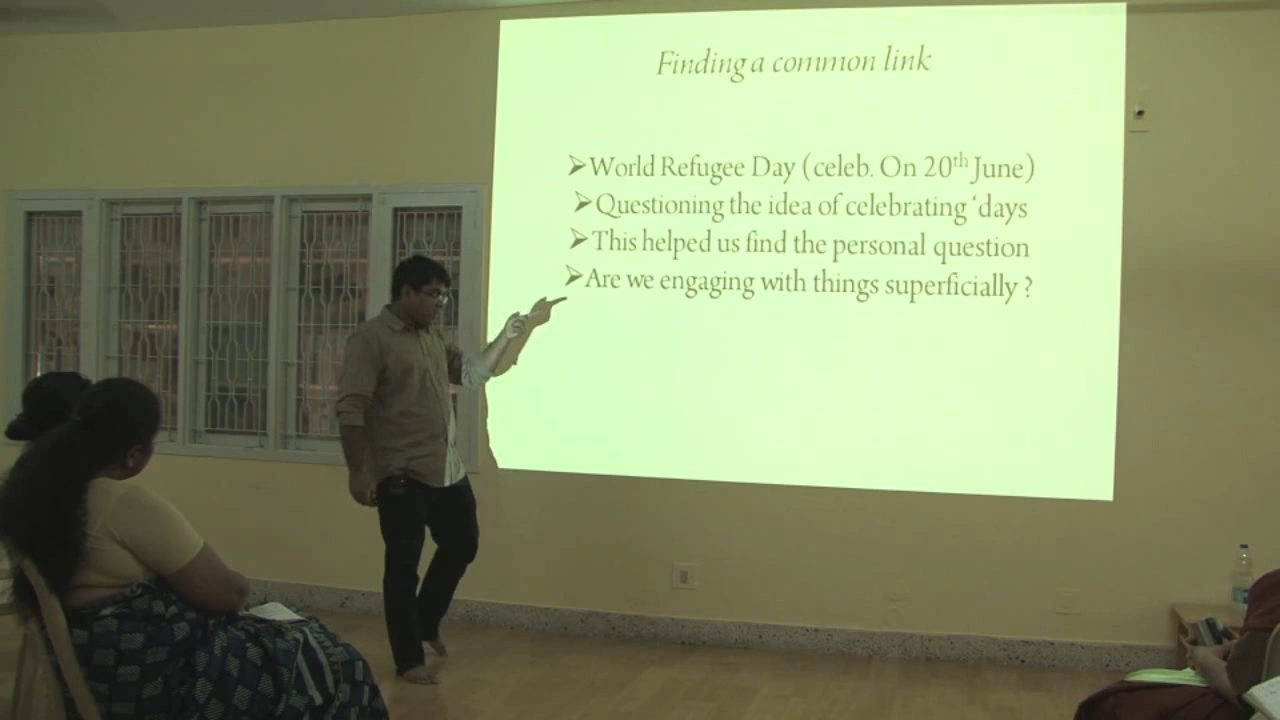 Finding a common link
➢World Refugee Day (celeb. On 20th June)
➢Questioning the idea of celebrating ‘days
➢This helped us find the personal question
➢Are we engaging with things superficially ?